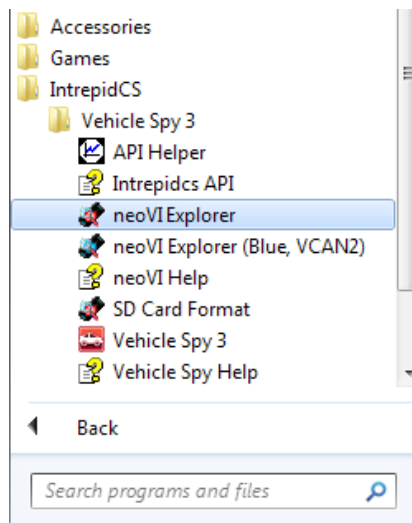 Accessories
Games
IntrepidCS
Vehicle Spy 3
API Helper
Intrepidcs API
neoVI Explorer
neoVI Explorer (Blue, VCAN2)
neoVI Help
SD Card Format
Vehicle Spy 3
Vehicle Spy Help
Back
Search programs and files